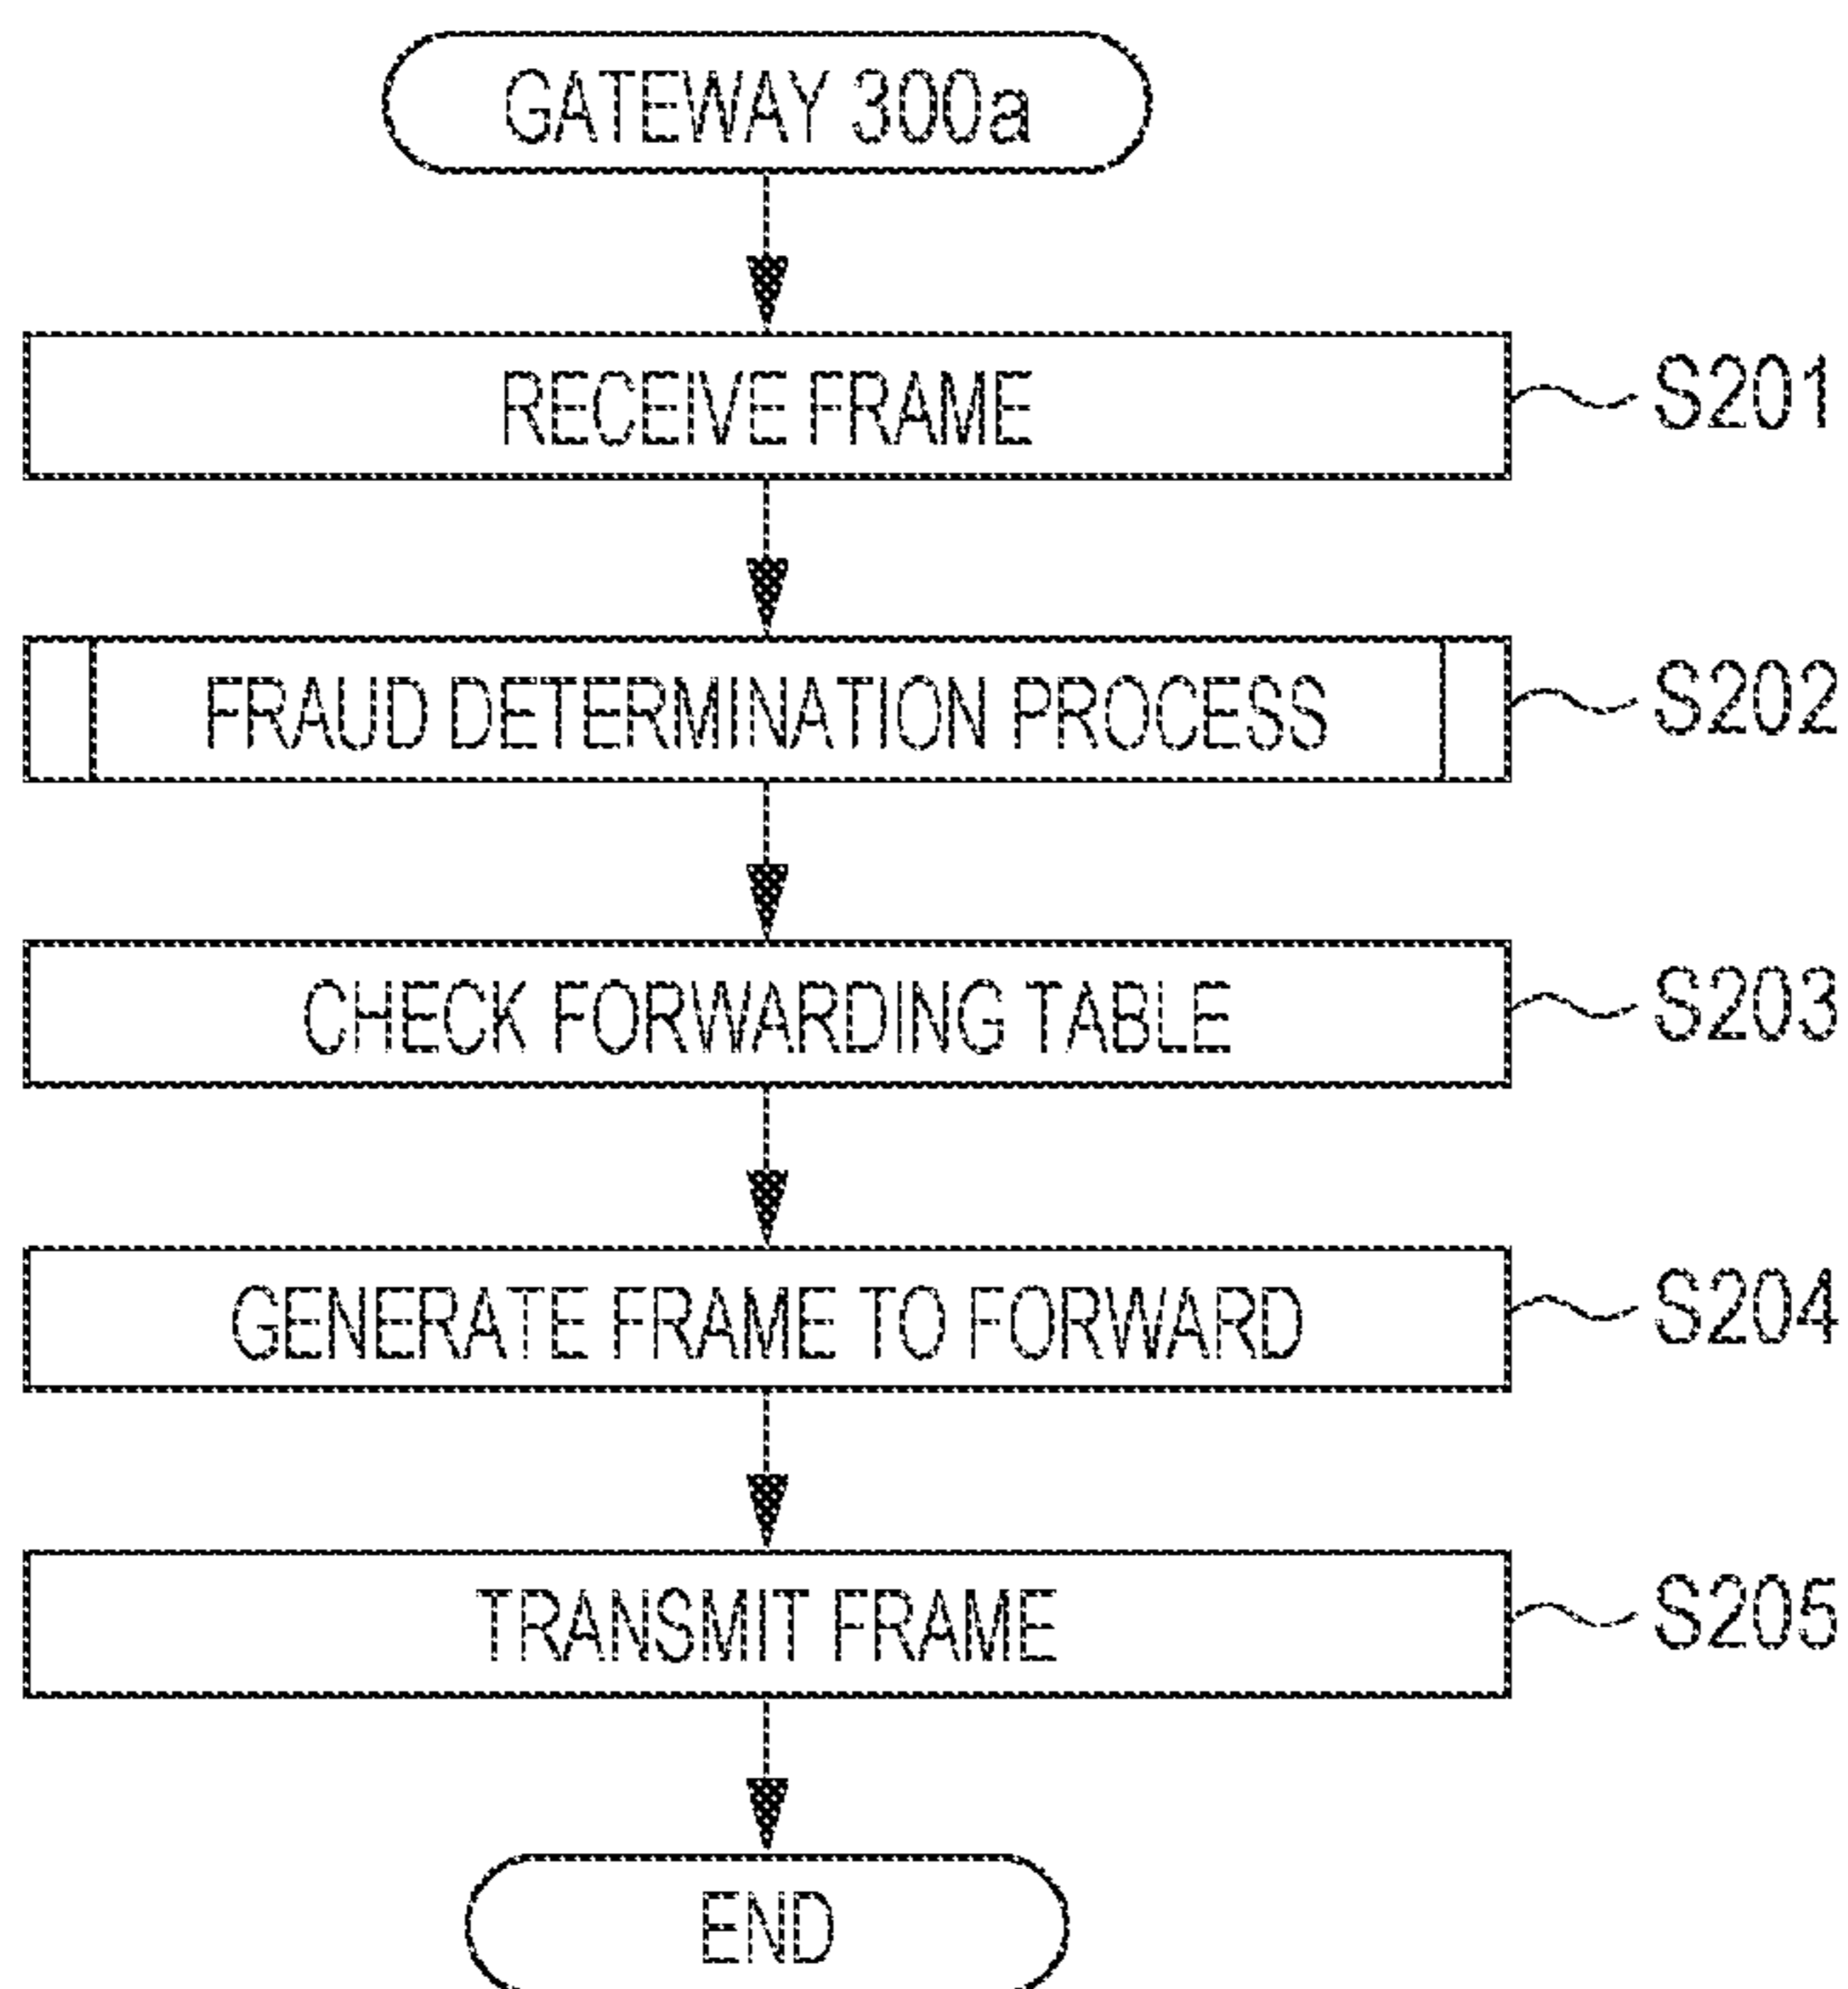 GATEWAY 300a
RECEIVE FRAME
S201
FRAUD DETERMINATION PROCESS
S202
CHECK FORWARDING TABLE
S203
GENERATE FRAME TO FORWARD
S204
TRANSMIT FRAME
S205
END